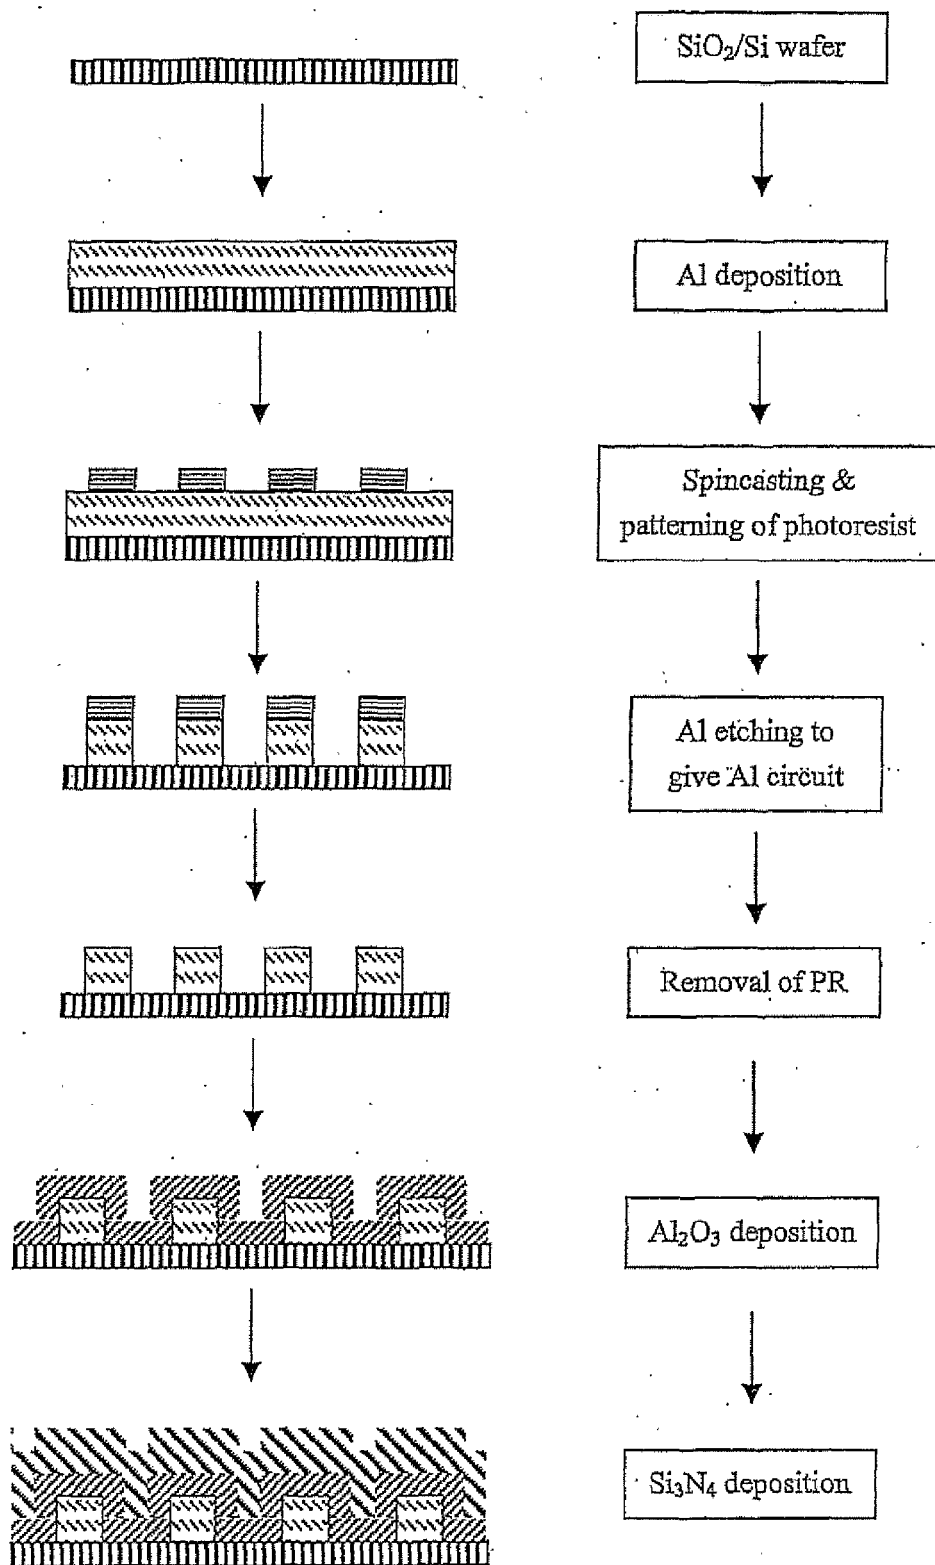 SiO₂/Si wafer
Al deposition
Spincasting &
patterning of photoresist
Al etching to
give Al circuit
Removal of PR
Al₂O₃ deposition
Si₃N₄ deposition